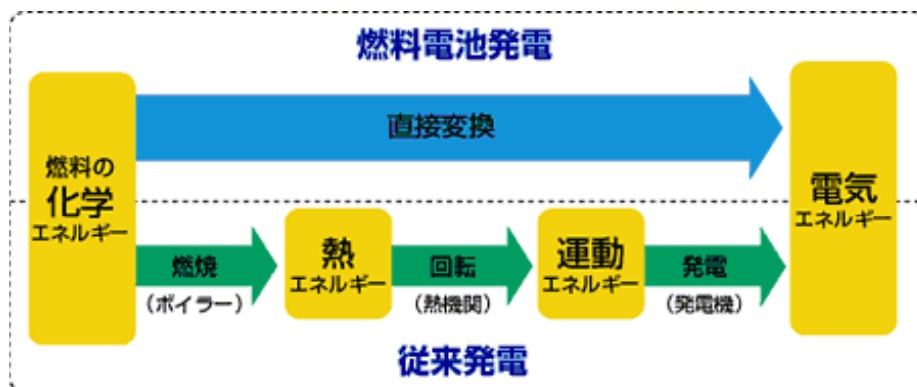 燃料電池発電
直接変換
燃料の
化学
エネルギー
電気
エネルギー
燃焼
(ボイラー)
熱
エネルギー
回転
(熱機関)
運動
エネルギー
発電
(発電機)
従来発電